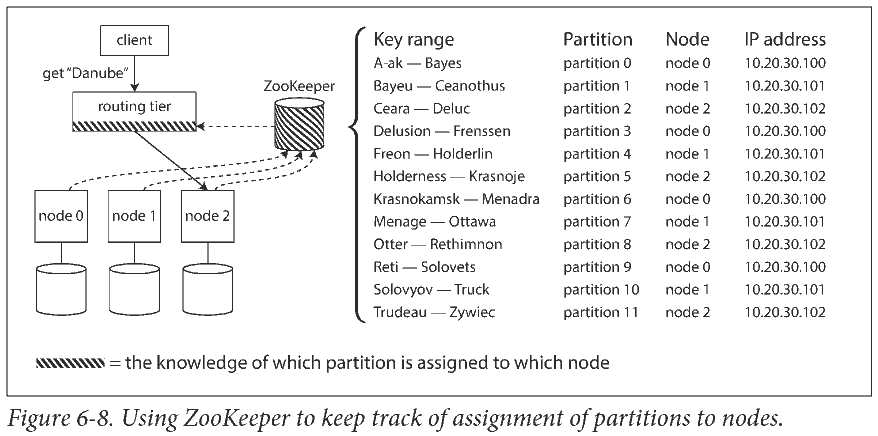 client
get “Danube”
routing tier
ZooKeeper
node 0
node 1
node 2
Key range Partition Node IP address
A-ak — Bayes partition 0 node 0 10.20.30.100
Bayeu — Ceanothus partition 1 node 1 10.20.30.101
Ceara — Deluc partition 2 node 2 10.20.30.102
Delusion — Frenssen partition 3 node 0 10.20.30.100
Freon — Holderlin partition 4 node 1 10.20.30.101
Holderness — Krasnoje partition 5 node 2 10.20.30.102
Krasnokamsk — Menadra partition 6 node 0 10.20.30.100
Menage — Ottawa partition 7 node 1 10.20.30.101
Otter — Rethimnon partition 8 node 2 10.20.30.102
Reti — Solovets partition 9 node 0 10.20.30.100
Solovyov — Truck partition 10 node 1 10.20.30.101
Trudeau — Zywiec partition 11 node 2 10.20.30.102
= the knowledge of which partition is assigned to which node
Figure 6-8. Using ZooKeeper to keep track of assignment of partitions to nodes.